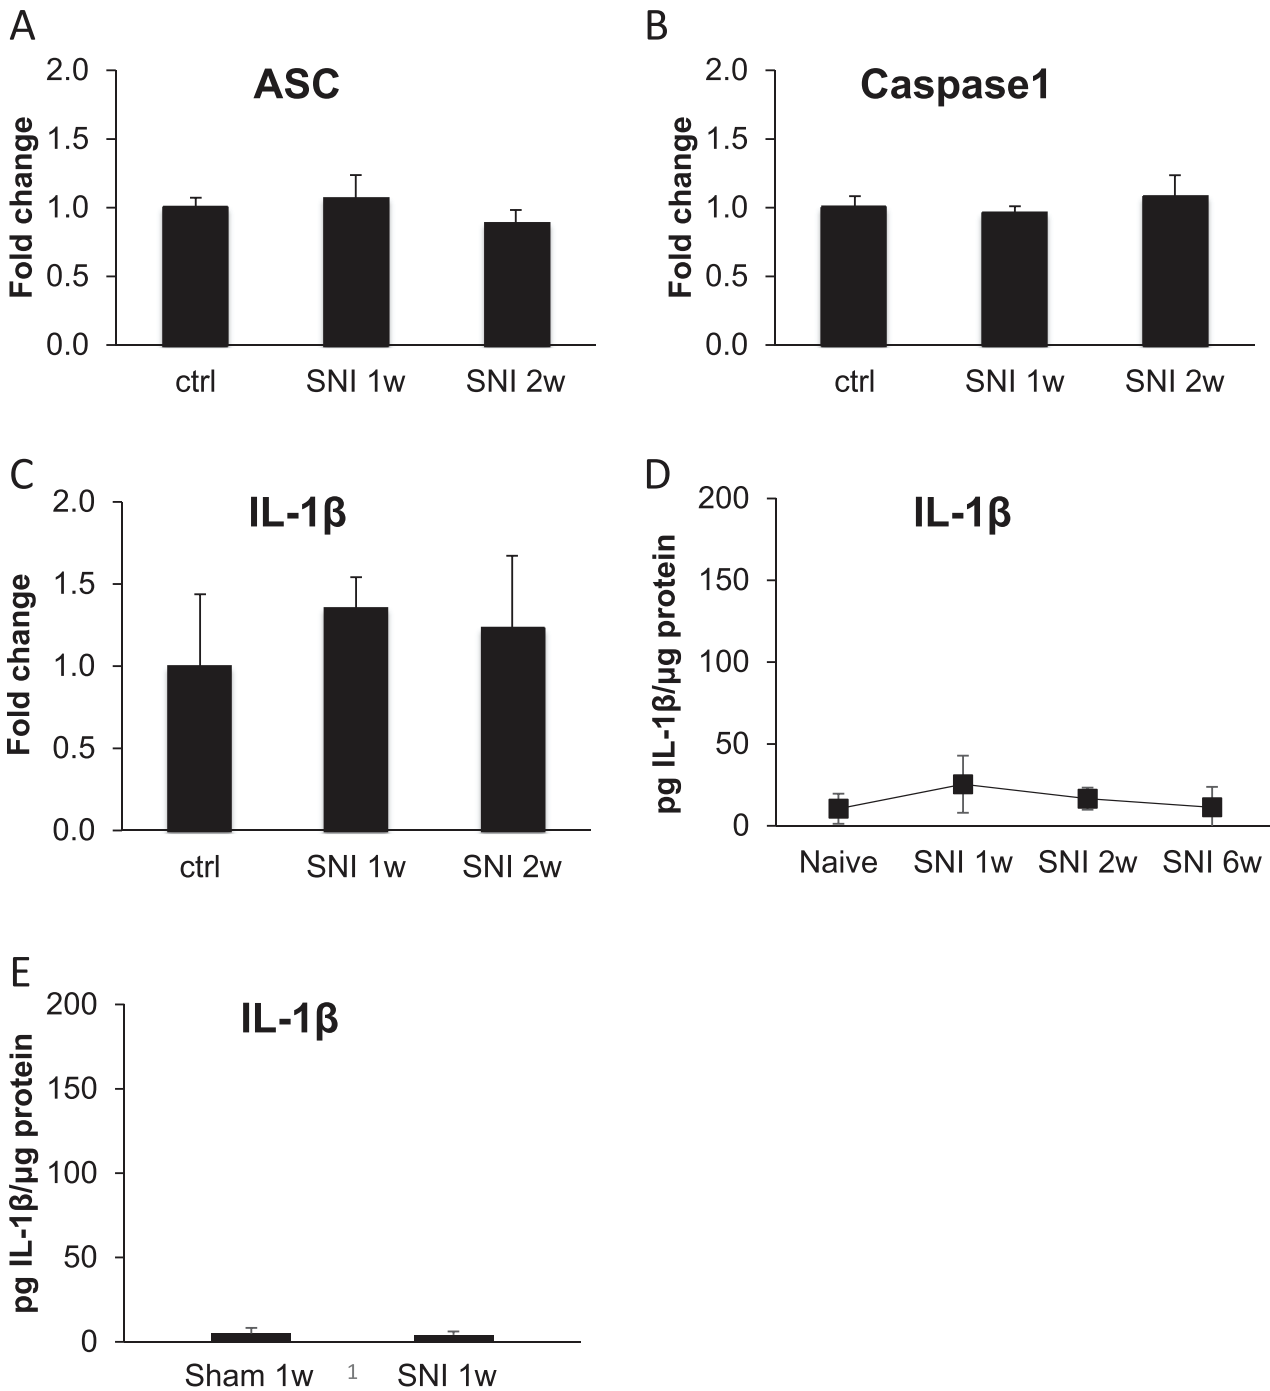 A
ASC
Fold change
2.0
1.5
1.0
0.5
0.0
ctrl SNI 1w SNI 2w
B
Caspase1
Fold change
2.0
1.5
1.0
0.5
0.0
ctrl SNI 1w SNI 2w
C
IL-1β
Fold change
2.0
1.5
1.0
0.5
0.0
ctrl SNI 1w SNI 2w
D
IL-1β
pg IL-1β/µg protein
200
150
100
50
0
Naive SNI 1w SNI 2w SNI 6w
E
IL-1β
pg IL-1β/µg protein
200
150
100
50
0
Sham 1w 1 SNI 1w